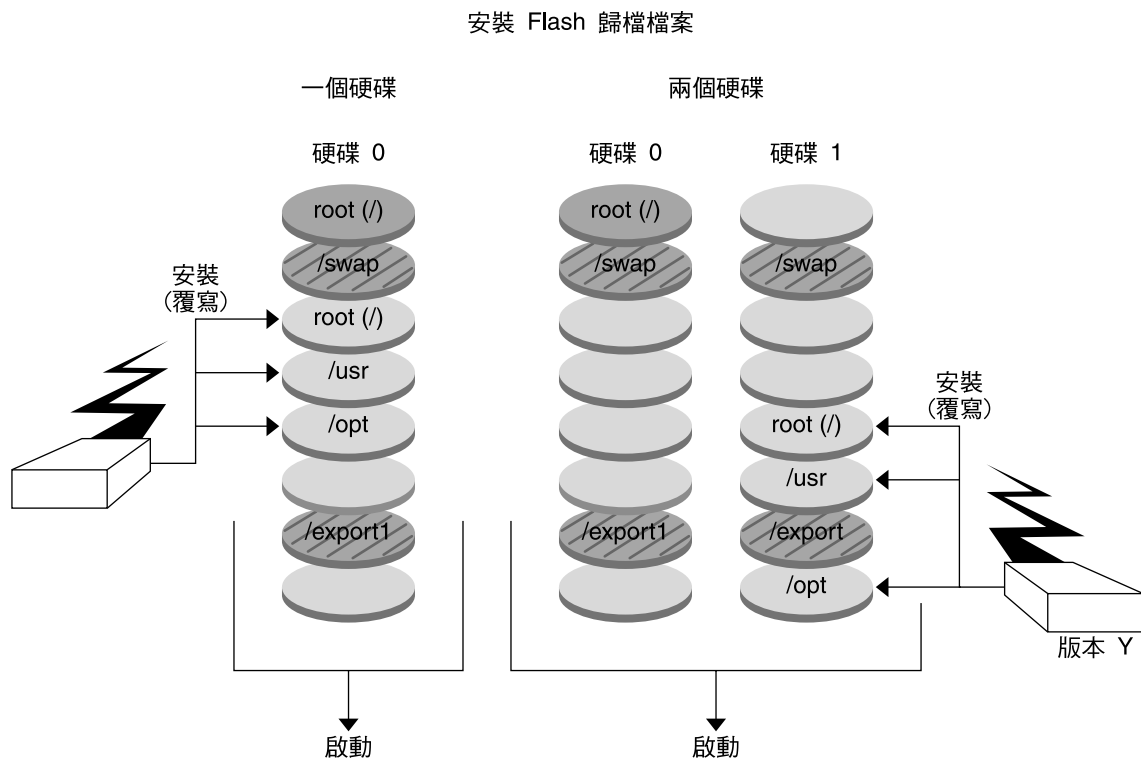 安裝 Flash 歸檔檔案
一個硬碟
兩個硬碟
硬碟 0
root (/)
/swap
root (/)
/usr
/opt
/export1
安裝
(覆寫)
啟動
硬碟 0
root (/)
/swap
/export1
硬碟 1
/swap
root (/)
/usr
/export
/opt
安裝
(覆寫)
版本 Y
啟動